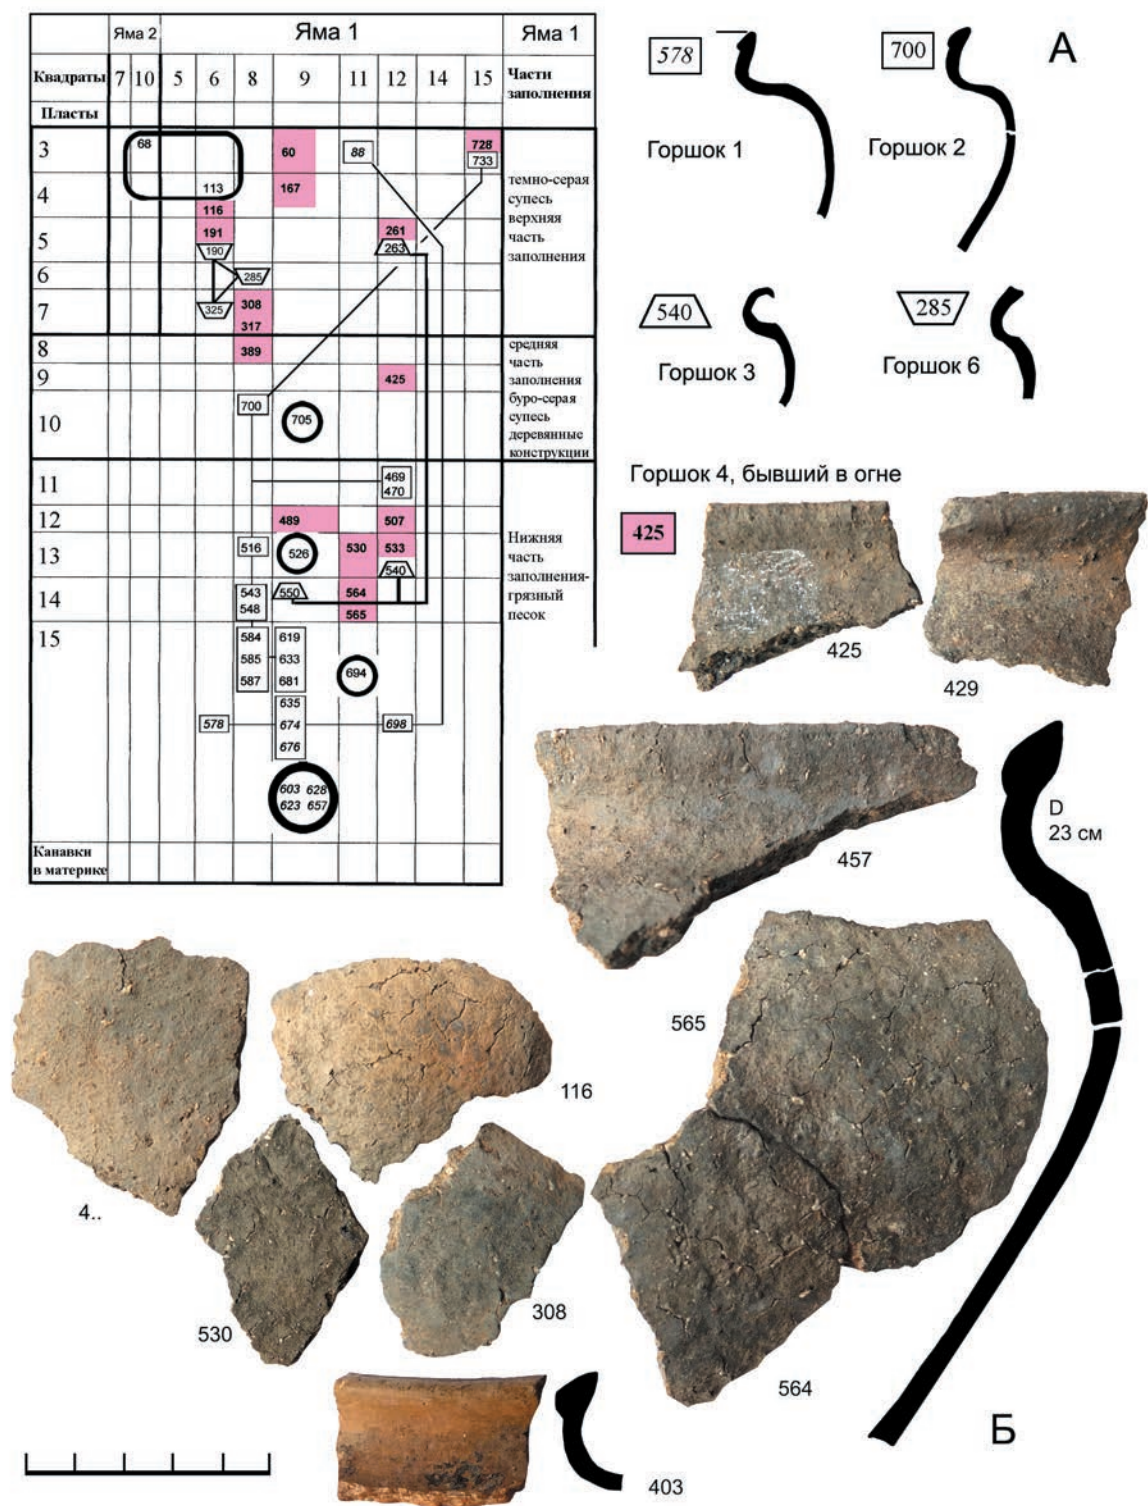 Яма 2 Яма 1 Яма 1
Квадраты 7 10 5 6 8 9 11 12 14 15 Части
заполнения
Пласты
3 68 60 88 728
733
4 113 167
116
5 191 261
190 263
6 285
7 325 308
317
темно-серая
супесь
верхняя
часть
заполнения
8 389
9 425
10 700 705
средняя
часть
заполнения
буро-серая
супесь
деревянные
конструкции
11 469
470
12 489 507
13 516 526 530 533
540
14 543 550 564
548 565
15 584 619
585 633 694
587 681
635
578 674 698
676
603 628
623 657
Нижняя
часть
заполнения-
грязный
песок
Канавки
в материке
А
578
Горшок 1
700
Горшок 2
540
Горшок 3
285
Горшок 6
Горшок 4, бывший в огне
425
425
429
457
D
23 см
565
116
4..
530
308
564
403
Б